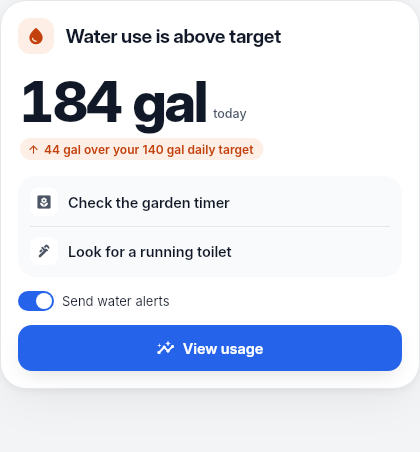 Water use is above target
184 gal today
↑ 44 gal over your 140 gal daily target
Check the garden timer
Look for a running toilet
Send water alerts
View usage